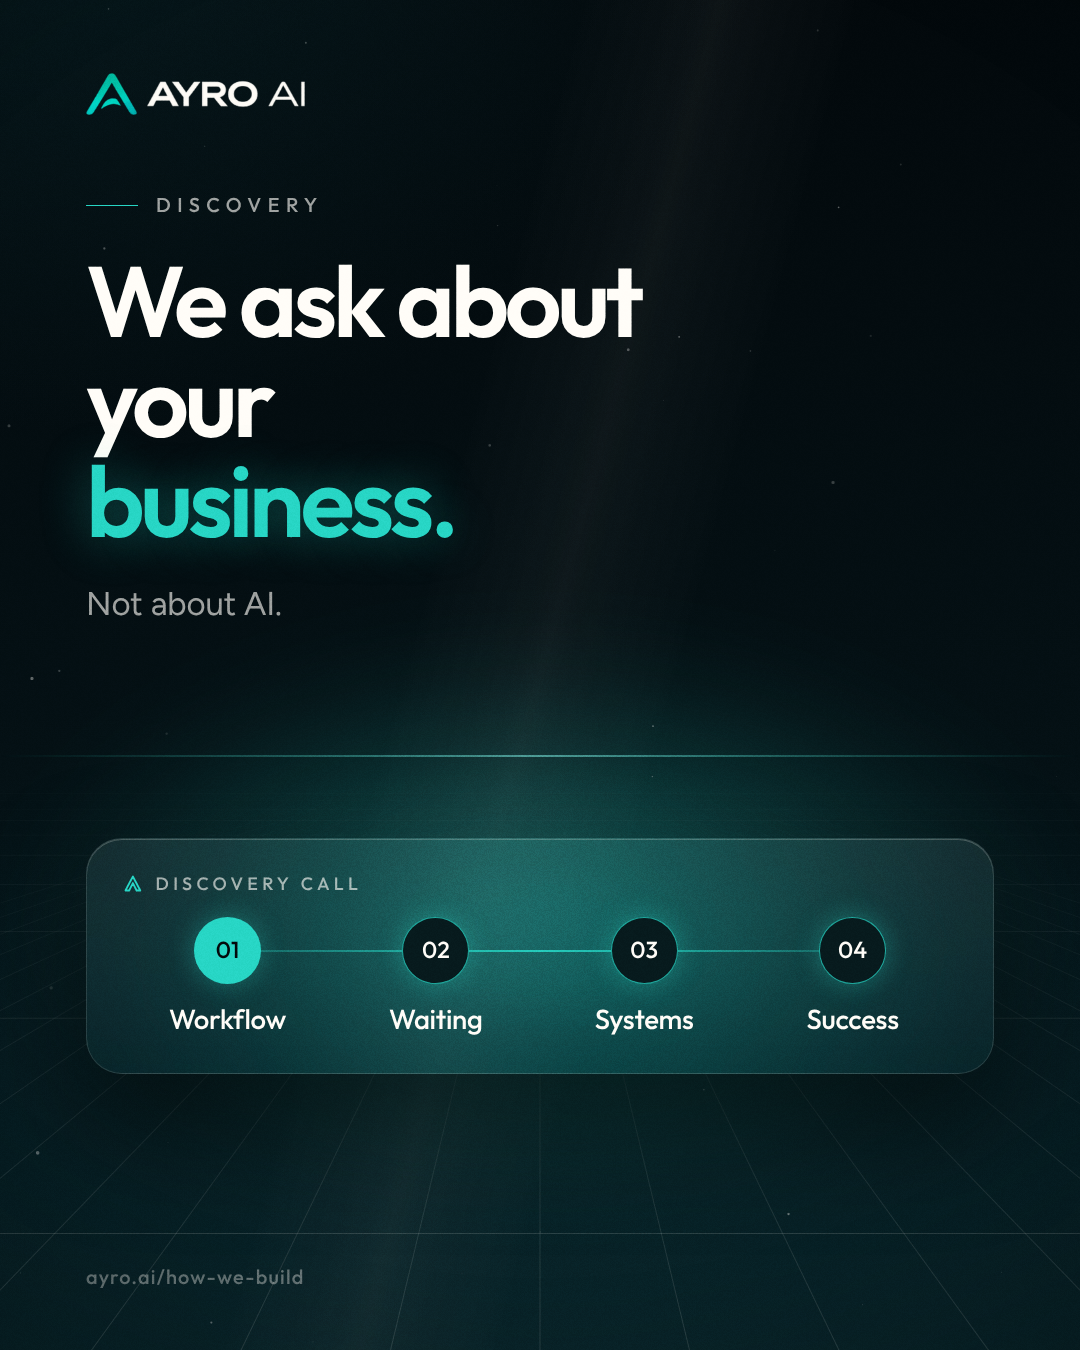 AYRO AI
DISCOVERY
We ask about
your
business.
Not about AI.
DISCOVERY CALL
01 02 03 04
Workflow Waiting Systems Success
ayro.ai/how-we-build